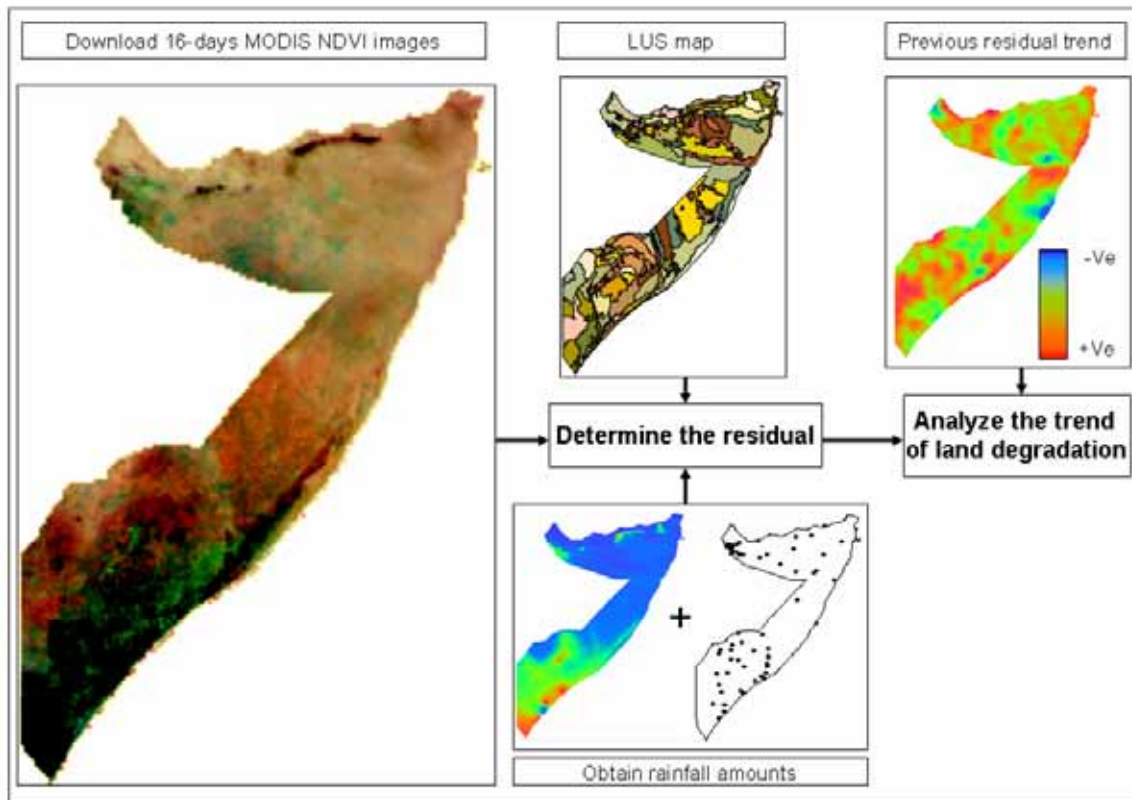 Download 16-days MODIS NDVI images
LUS map
Previous residual trend
-Ve
+Ve
Determine the residual
Analyze the trend
of land degradation
+
Obtain rainfall amounts